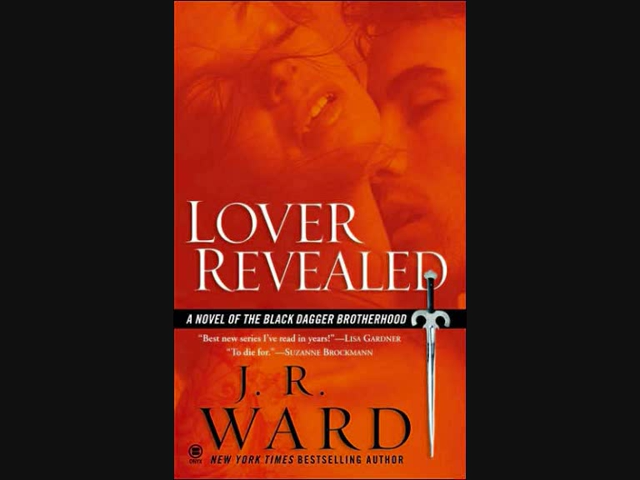 LOVER
REVEALED
A NOVEL OF THE BLACK DAGGER BROTHERHOOD
"Best new series I've read in years!"—LISA GARDNER
"To die for."—SUZANNE BROCKMANN
J. R.
WARD
NEW YORK TIMES BESTSELLING AUTHOR